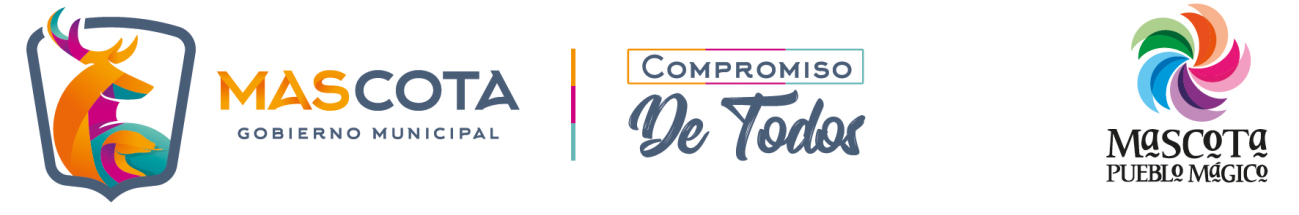 MASCOTA
GOBIERNO MUNICIPAL
COMPROMISO
De Todos
MaSCoTa
PUEBLo MáGICo